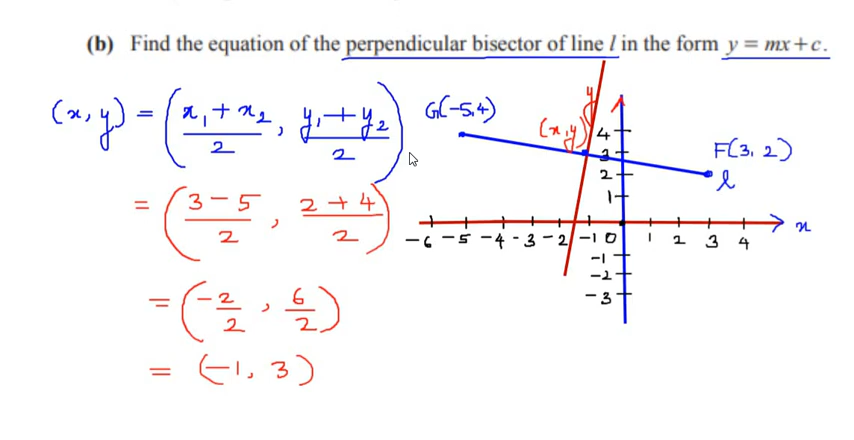 (b) Find the equation of the perpendicular bisector of line l in the form y = mx + c.
(x, y) = (x₁ + x₂ / 2 , y₁ + y₂ / 2)
= (3 − 5 / 2 , 2 + 4 / 2)
= (−2 / 2 , 6 / 2)
= (−1, 3)
G(−5,4)
(x,y)
y
F(3, 2)
l
4
3
2
1
−6 −5 −4 −3 −2 −1 0 1 2 3 4 x
−1
−2
−3